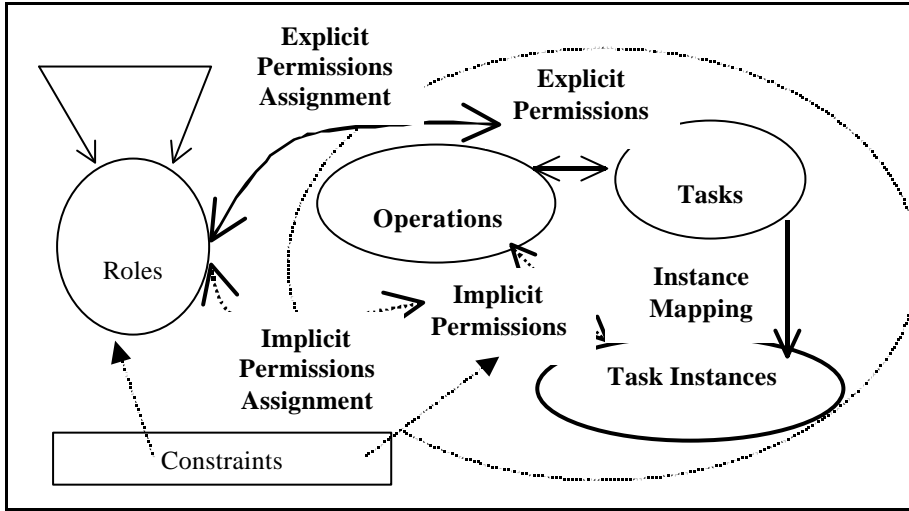 Explicit
Permissions
Assignment
Explicit
Permissions
Tasks
Operations
Roles
Instance
Mapping
Implicit
Permissions
Implicit
Permissions
Assignment
Task Instances
Constraints